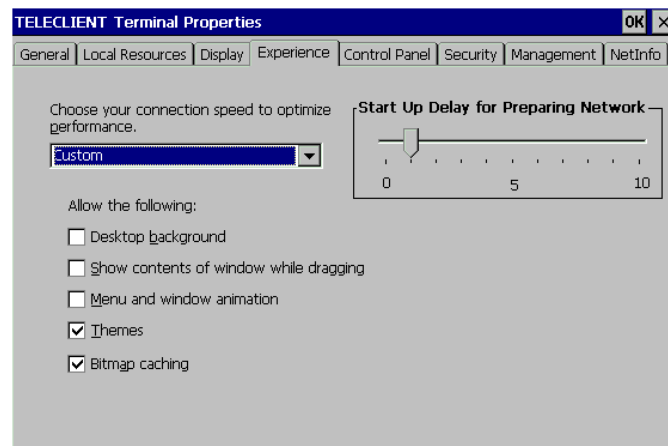 TELECLIENT Terminal Properties OK ×
General Local Resources Display Experience Control Panel Security Management NetInfo
Choose your connection speed to optimize
performance.
Custom
Start Up Delay for Preparing Network
0 5 10
Allow the following:
Desktop background
Show contents of window while dragging
Menu and window animation
Themes
Bitmap caching